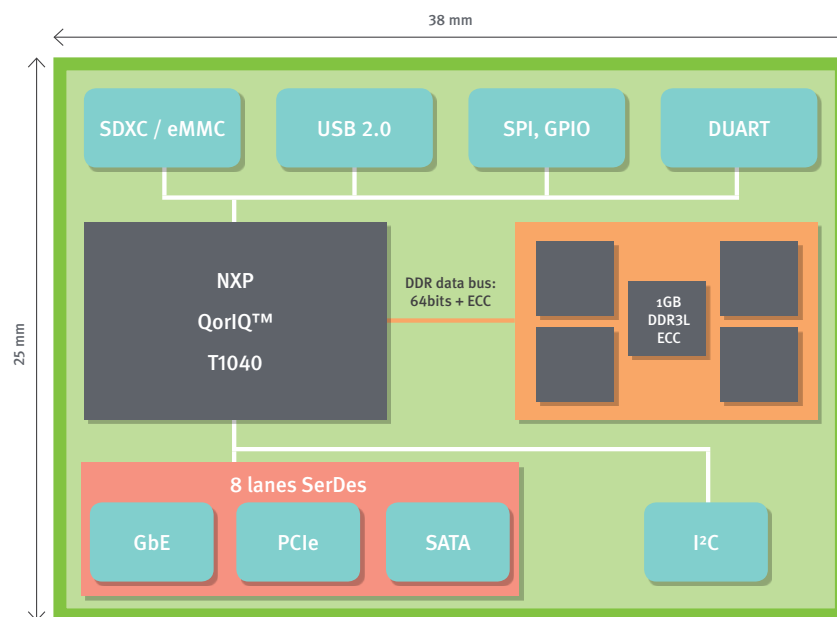 38 mm
25 mm
SDXC / eMMC
USB 2.0
SPI, GPIO
DUART
NXP
QorIQ™
T1040
DDR data bus:
64bits + ECC
1GB
DDR3L
ECC
8 lanes SerDes
GbE
PCIe
SATA
I²C